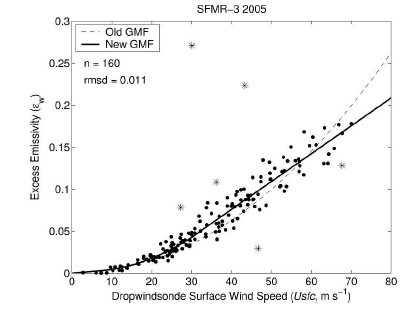 SFMR−3 2005
Old GMF
New GMF
n = 160
rmsd = 0.011
Excess Emissivity (εw)
0.3
0.25
0.2
0.15
0.1
0.05
0
0 10 20 30 40 50 60 70 80
Dropwindsonde Surface Wind Speed (Usfc, m s−1)